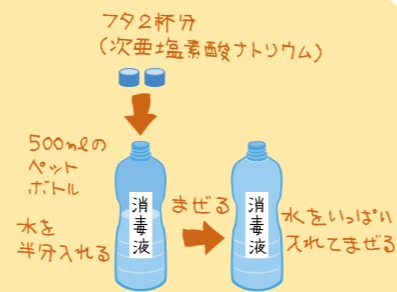 フタ2杯分
(次亜塩素酸ナトリウム)
500mlの
ペット
ボトル
水を
半分入れる
消毒液
まぜる
消毒液
水をいっぱい
入れてまぜる